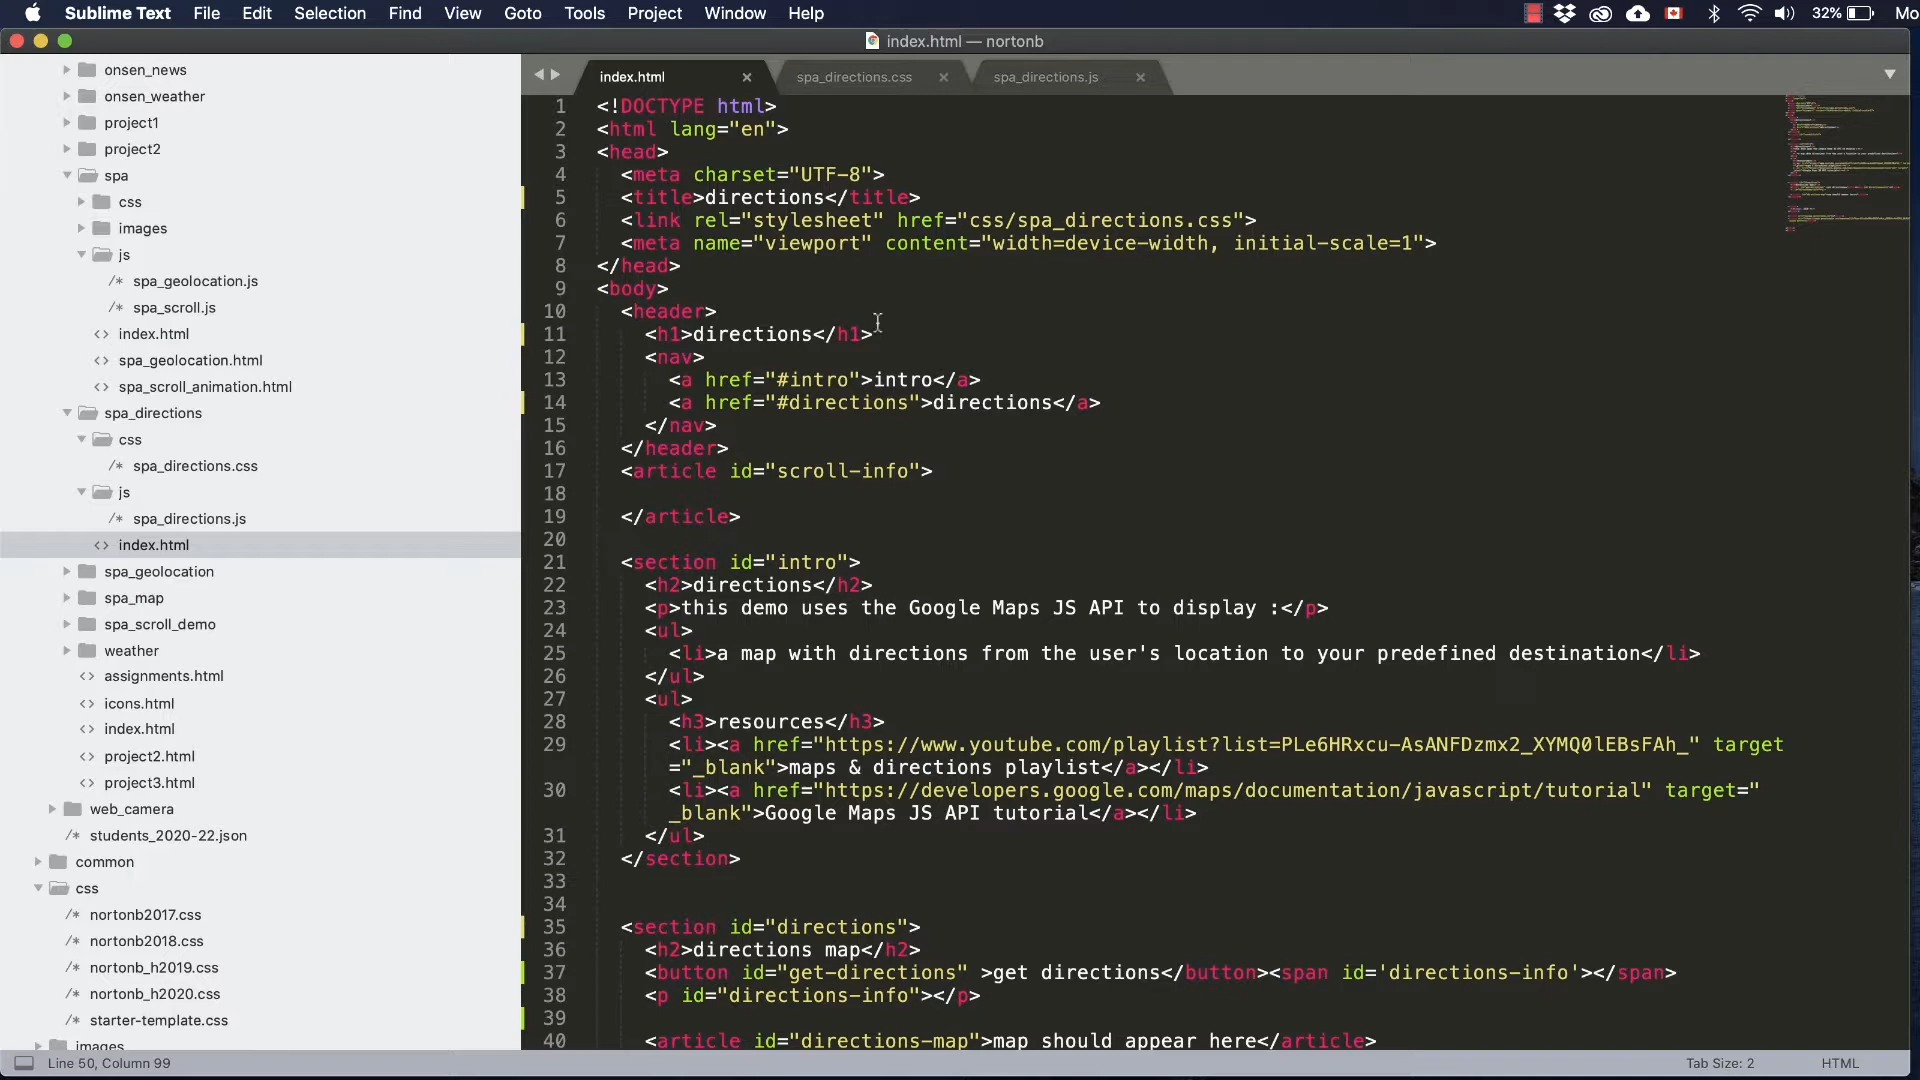 Sublime Text File Edit Selection Find View Goto Tools Project Window Help 32% Mo
index.html — nortonb
onsen_news
onsen_weather
project1
project2
spa
css
images
js
/* spa_geolocation.js
/* spa_scroll.js
<> index.html
<> spa_geolocation.html
<> spa_scroll_animation.html
spa_directions
css
/* spa_directions.css
js
/* spa_directions.js
<> index.html
spa_geolocation
spa_map
spa_scroll_demo
weather
<> assignments.html
<> icons.html
<> index.html
<> project2.html
<> project3.html
web_camera
/* students_2020-22.json
common
css
/* nortonb2017.css
/* nortonb2018.css
/* nortonb_h2019.css
/* nortonb_h2020.css
/* starter-template.css
images
index.html × spa_directions.css × spa_directions.js ×
1 <!DOCTYPE html>
2 <html lang="en">
3 <head>
4 <meta charset="UTF-8">
5 <title>directions</title>
6 <link rel="stylesheet" href="css/spa_directions.css">
7 <meta name="viewport" content="width=device-width, initial-scale=1">
8 </head>
9 <body>
10 <header>
11 <h1>directions</h1>
12 <nav>
13 <a href="#intro">intro</a>
14 <a href="#directions">directions</a>
15 </nav>
16 </header>
17 <article id="scroll-info">
18
19 </article>
20
21 <section id="intro">
22 <h2>directions</h2>
23 <p>this demo uses the Google Maps JS API to display :</p>
24 <ul>
25 <li>a map with directions from the user's location to your predefined destination</li>
26 </ul>
27 <ul>
28 <h3>resources</h3>
29 <li><a href="https://www.youtube.com/playlist?list=PLe6HRxcu-AsANFDzmx2_XYMQ0lEBsFAh_" target
="_blank">maps & directions playlist</a></li>
30 <li><a href="https://developers.google.com/maps/documentation/javascript/tutorial" target="
_blank">Google Maps JS API tutorial</a></li>
31 </ul>
32 </section>
33
34
35 <section id="directions">
36 <h2>directions map</h2>
37 <button id="get-directions" >get directions</button><span id='directions-info'></span>
38 <p id="directions-info"></p>
39
40 <article id="directions-map">map should appear here</article>
Line 50, Column 99 Tab Size: 2 HTML